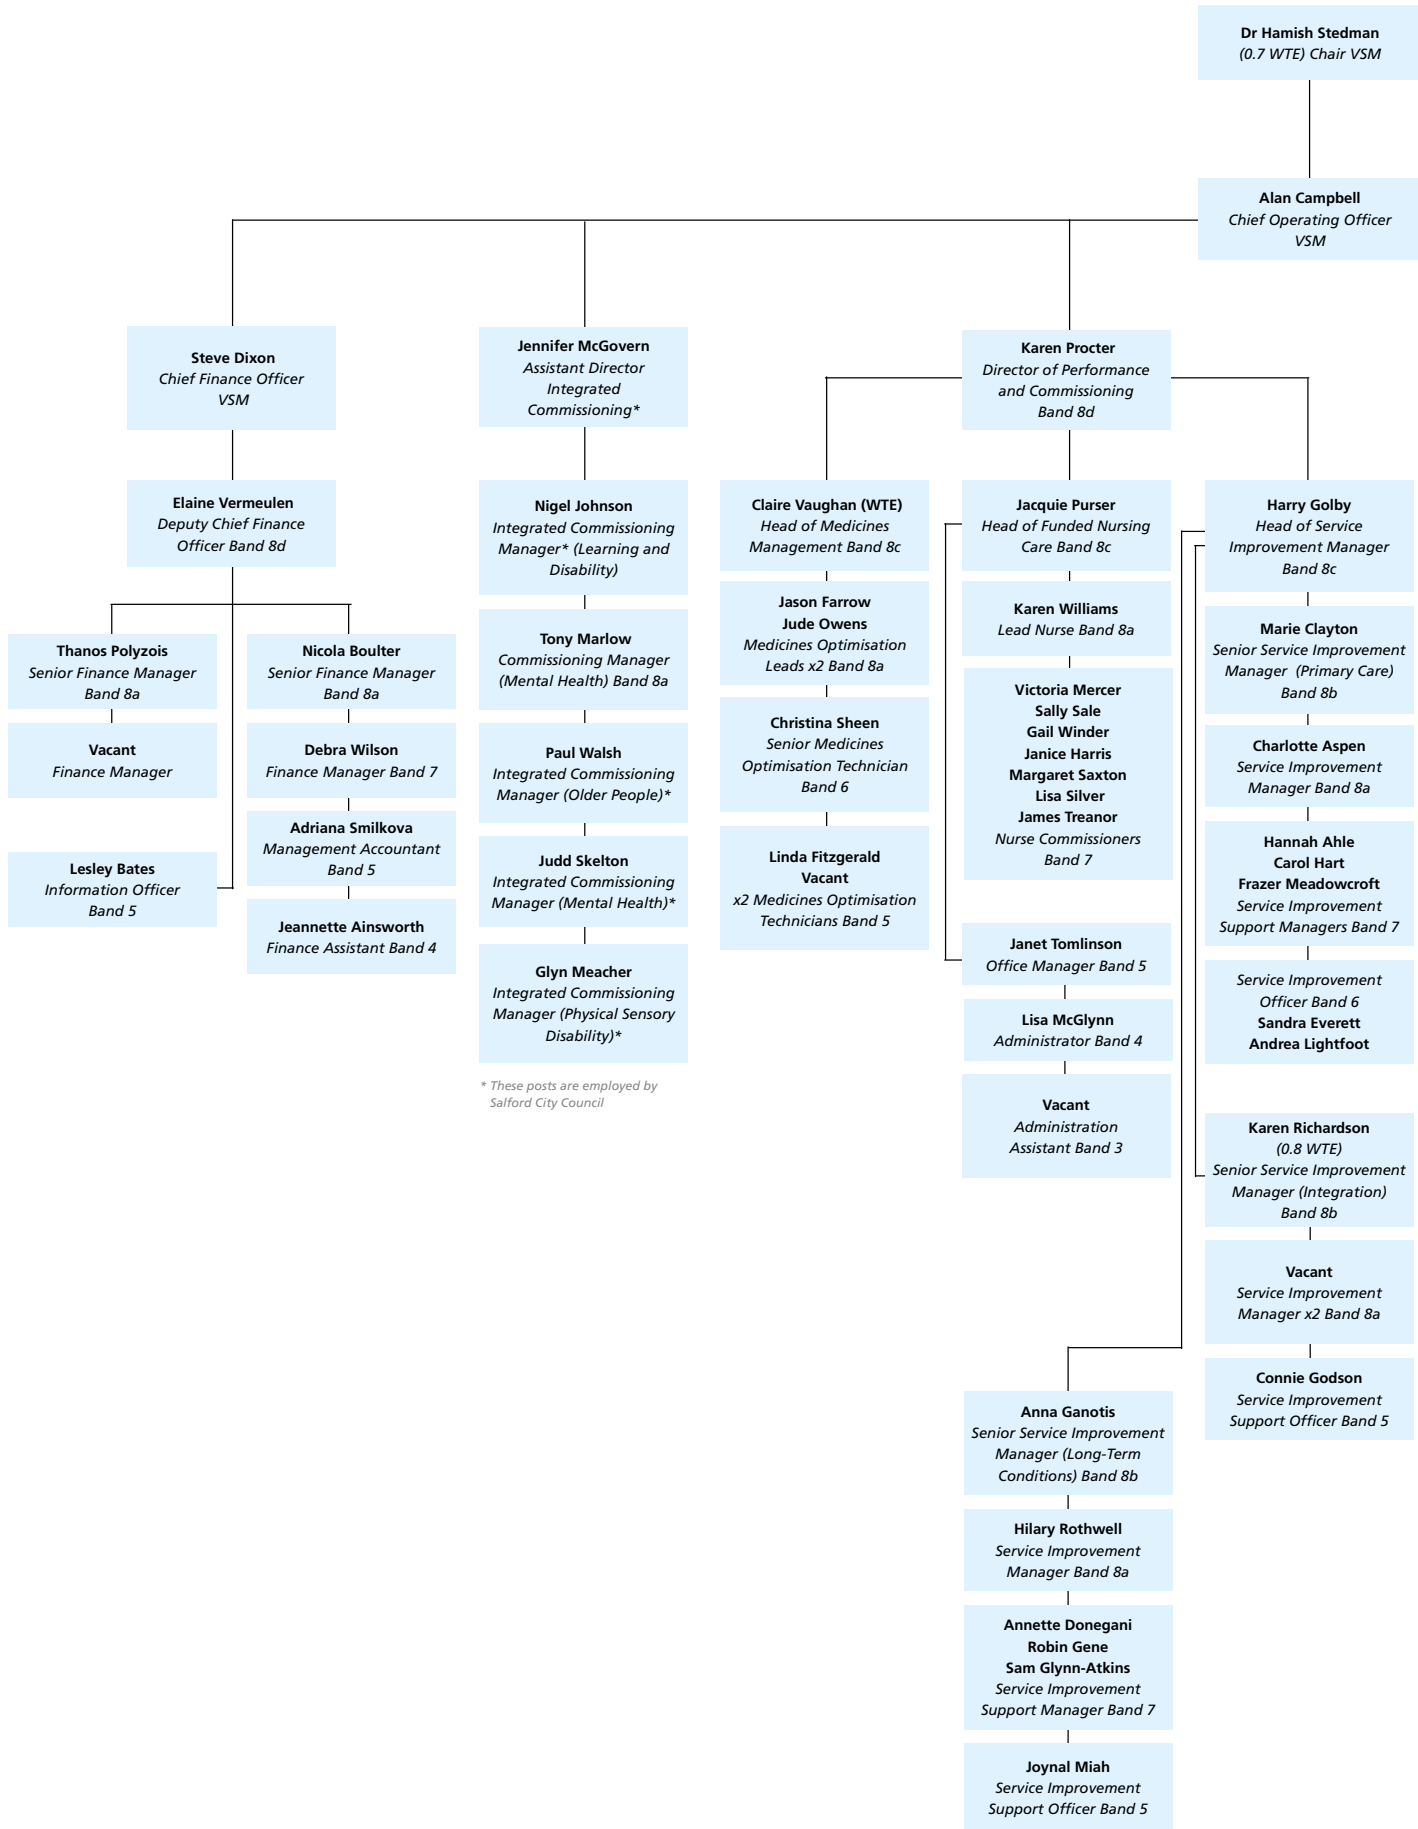 Dr Hamish Stedman
(0.7 WTE) Chair VSM
Alan Campbell
Chief Operating Officer
VSM
Steve Dixon
Chief Finance Officer
VSM
Elaine Vermeulen
Deputy Chief Finance
Officer Band 8d
Thanos Polyzois
Senior Finance Manager
Band 8a
Vacant
Finance Manager
Lesley Bates
Information Officer
Band 5
Nicola Boulter
Senior Finance Manager
Band 8a
Debra Wilson
Finance Manager Band 7
Adriana Smilkova
Management Accountant
Band 5
Jeannette Ainsworth
Finance Assistant Band 4
Jennifer McGovern
Assistant Director
Integrated
Commissioning*
Nigel Johnson
Integrated Commissioning
Manager* (Learning and
Disability)
Tony Marlow
Commissioning Manager
(Mental Health) Band 8a
Paul Walsh
Integrated Commissioning
Manager (Older People)*
Judd Skelton
Integrated Commissioning
Manager (Mental Health)*
Glyn Meacher
Integrated Commissioning
Manager (Physical Sensory
Disability)*
* These posts are employed by
Salford City Council
Karen Procter
Director of Performance
and Commissioning
Band 8d
Claire Vaughan (WTE)
Head of Medicines
Management Band 8c
Jason Farrow
Jude Owens
Medicines Optimisation
Leads x2 Band 8a
Christina Sheen
Senior Medicines
Optimisation Technician
Band 6
Linda Fitzgerald
Vacant
x2 Medicines Optimisation
Technicians Band 5
Jacquie Purser
Head of Funded Nursing
Care Band 8c
Karen Williams
Lead Nurse Band 8a
Victoria Mercer
Sally Sale
Gail Winder
Janice Harris
Margaret Saxton
Lisa Silver
James Treanor
Nurse Commissioners
Band 7
Janet Tomlinson
Office Manager Band 5
Lisa McGlynn
Administrator Band 4
Vacant
Administration
Assistant Band 3
Harry Golby
Head of Service
Improvement Manager
Band 8c
Marie Clayton
Senior Service Improvement
Manager (Primary Care)
Band 8b
Charlotte Aspen
Service Improvement
Manager Band 8a
Hannah Ahle
Carol Hart
Frazer Meadowcroft
Service Improvement
Support Managers Band 7
Service Improvement
Officer Band 6
Sandra Everett
Andrea Lightfoot
Karen Richardson
(0.8 WTE)
Senior Service Improvement
Manager (Integration)
Band 8b
Vacant
Service Improvement
Manager x2 Band 8a
Connie Godson
Service Improvement
Support Officer Band 5
Anna Ganotis
Senior Service Improvement
Manager (Long-Term
Conditions) Band 8b
Hilary Rothwell
Service Improvement
Manager Band 8a
Annette Donegani
Robin Gene
Sam Glynn-Atkins
Service Improvement
Support Manager Band 7
Joynal Miah
Service Improvement
Support Officer Band 5